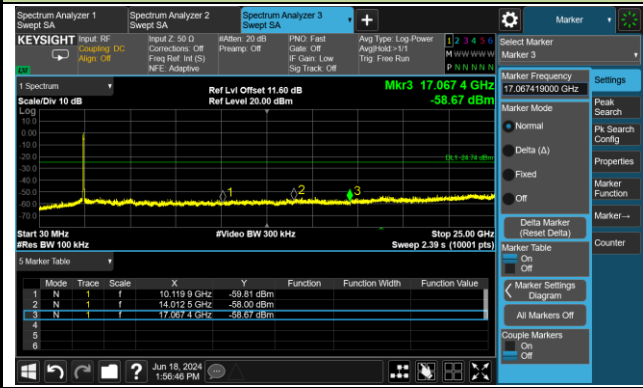 Spectrum Analyzer 1
Swept SA
Spectrum Analyzer 2
Swept SA
Spectrum Analyzer 3
Swept SA
+
Marker
KEYSIGHT
Input: RF
Coupling: DC
Align: Off
Input Z: 50 Ω
Corrections: Off
Freq Ref: Int (S)
NFE: Adaptive
#Atten: 20 dB
Preamp: Off
PNO: Fast
Gate: Off
IF Gain: Low
Sig Track: Off
Avg Type: Log-Power
Avg|Hold:>1/1
Trig: Free Run
1 2 3 4 5 6
M W W W W W
P N N N N N
Select Marker
Marker 3
1 Spectrum
Scale/Div 10 dB
Ref Lvl Offset 11.60 dB
Ref Level 20.00 dBm
Mkr3 17.067 4 GHz
-58.67 dBm
Log
10.0
0.00
-10.0
-20.0
-30.0
-40.0
-50.0
-60.0
-70.0
DL1 -24.74 dBm
1
2
3
Start 30 MHz
#Res BW 100 kHz
#Video BW 300 kHz
Stop 25.00 GHz
Sweep 2.39 s (10001 pts)
5 Marker Table
Mode Trace Scale X Y Function Function Width Function Value
1 N 1 f 10.119 9 GHz -59.81 dBm
2 N 1 f 14.012 5 GHz -58.00 dBm
3 N 1 f 17.067 4 GHz -58.67 dBm
4
5
6
Marker Frequency
17.067419000 GHz
Marker Mode
Normal
Delta (Δ)
Fixed
Off
Delta Marker
(Reset Delta)
Marker Table
On
Off
Marker Settings
Diagram
All Markers Off
Couple Markers
On
Off
Settings
Peak
Search
Pk Search
Config
Properties
Marker
Function
Marker→
Counter
?
Jun 18, 2024
1:56:46 PM